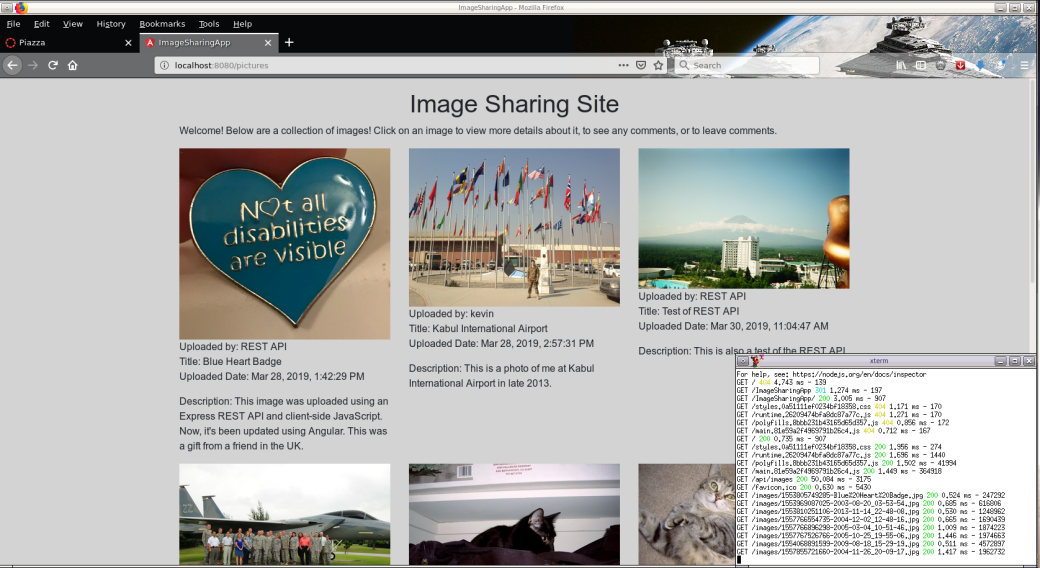 ImageSharingApp - Mozilla Firefox
File Edit View History Bookmarks Tools Help
Piazza
ImageSharingApp
localhost:8080/pictures
Search
Image Sharing Site
Welcome! Below are a collection of images! Click on an image to view more details about it, to see any comments, or to leave comments.
Not all
disabilities
are visible
Uploaded by: REST API
Title: Blue Heart Badge
Uploaded Date: Mar 28, 2019, 1:42:29 PM
Description: This image was uploaded using an
Express REST API and client-side JavaScript.
Now, it's been updated using Angular. This was
a gift from a friend in the UK.
Uploaded by: kevin
Title: Kabul International Airport
Uploaded Date: Mar 28, 2019, 2:57:31 PM
Description: This is a photo of me at Kabul
International Airport in late 2013.
Uploaded by: REST API
Title: Test of REST API
Uploaded Date: Mar 30, 2019, 11:04:47 AM
Description: This is also a test of the REST API
xterm
For help, see: https://nodejs.org/en/docs/inspector
GET / 404 4.743 ms - 139
GET /ImageSharingApp 301 1.274 ms - 197
GET /ImageSharingApp/ 200 3.005 ms - 907
GET /styles.0a51111ef0234bf18358.css 404 1.171 ms - 170
GET /runtime.26209474bfa8dc87a77c.js 404 1.271 ms - 170
GET /polyfills.8bbb231b43165d65d357.js 404 0.856 ms - 172
GET /main.81e59a2f4969791b26c4.js 404 0.712 ms - 167
GET / 200 0.735 ms - 907
GET /styles.0a51111ef0234bf18358.css 200 1.956 ms - 274
GET /runtime.26209474bfa8dc87a77c.js 200 1.696 ms - 1440
GET /polyfills.8bbb231b43165d65d357.js 200 1.502 ms - 41994
GET /main.81e59a2f4969791b26c4.js 200 1.449 ms - 364918
GET /api/images 200 50.084 ms - 3175
GET /favicon.ico 200 0.630 ms - 5430
GET /images/1553805749285-Blue%20Heart%20Badge.jpg 200 0.524 ms - 247292
GET /images/1553969087025-2003-08-20_03-53-54.jpg 200 0.605 ms - 616806
GET /images/1553810251106-2013-11-14_22-48-08.jpg 200 0.530 ms - 1248962
GET /images/1557766554735-2004-12-02_12-48-16.jpg 200 0.665 ms - 1690439
GET /images/1557766896298-2005-03-04_10-51-46.jpg 200 1.009 ms - 1874223
GET /images/1557767526766-2005-10-25_19-55-06.jpg 200 1.446 ms - 1974663
GET /images/1554068891599-2009-08-18_15-29-19.jpg 200 0.511 ms - 4572897
GET /images/1557855721660-2004-11-26_20-09-17.jpg 200 1.417 ms - 1962732